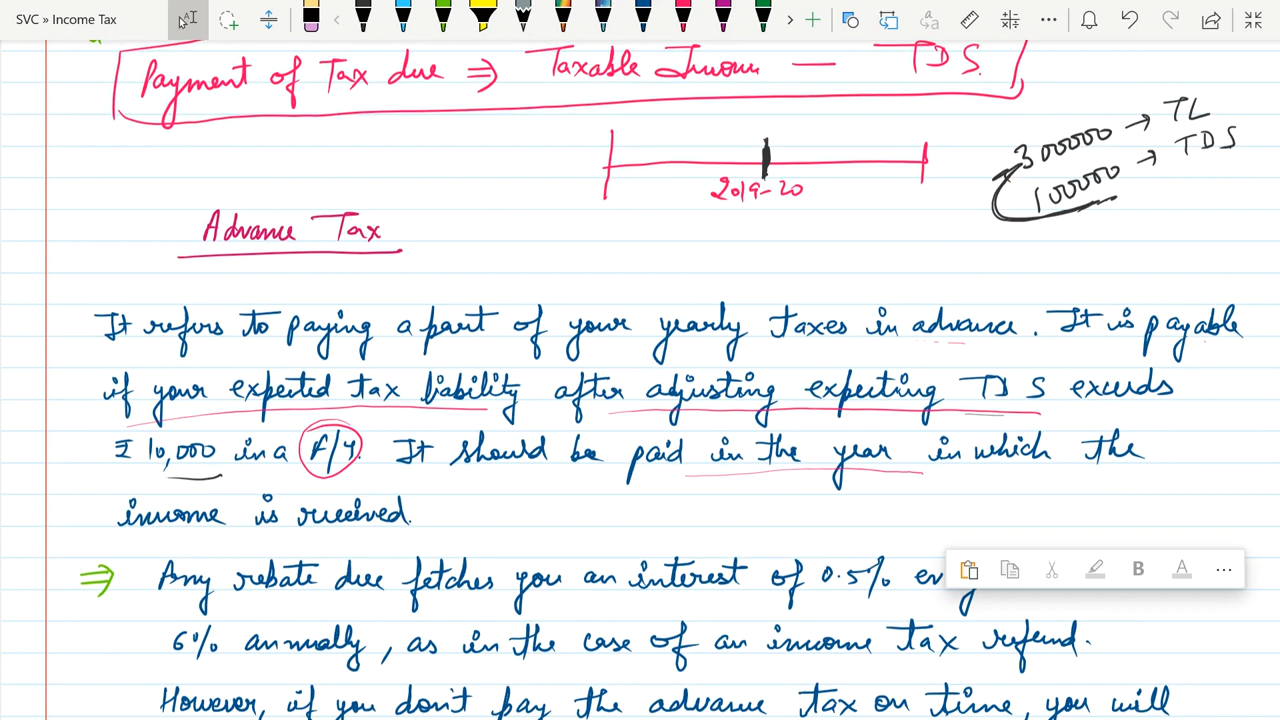 SVC » Income Tax
Payment of Tax due ⇒ Taxable Income — TDS
300000 → TL
100000 → TDS
2019-20
Advance Tax
It refers to paying a part of your yearly taxes in advance. It is payable
if your expected tax liability after adjusting expecting TDS exceeds
₹ 10,000 in a F/Y. It should be paid in the year in which the
income is received.
⇒ Any rebate due fetches you an interest of 0.5%
6% annually, as in the case of an income tax refund.
However, if you don't pay the advance tax on time, you will